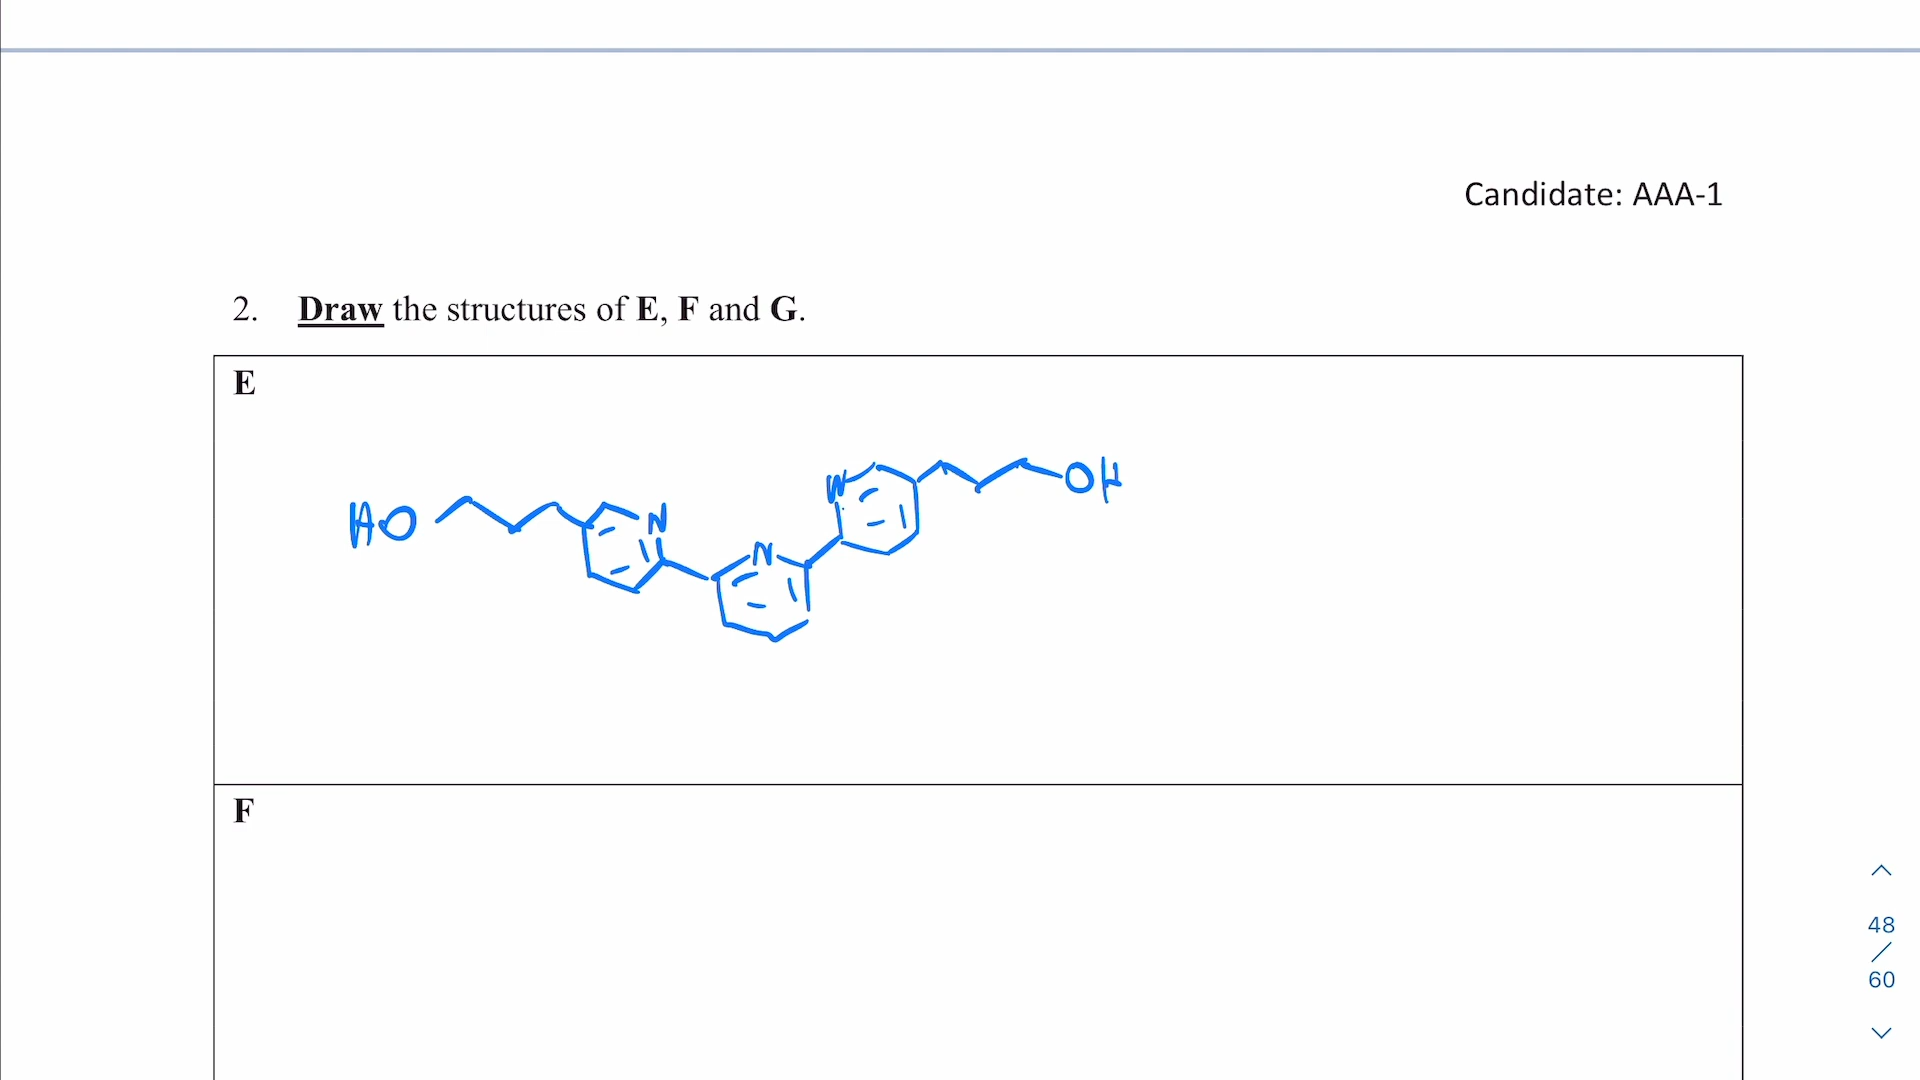 Candidate: AAA-1
2. Draw the structures of E, F and G.
E
HO
N
N
N
OH
F
48
/
60